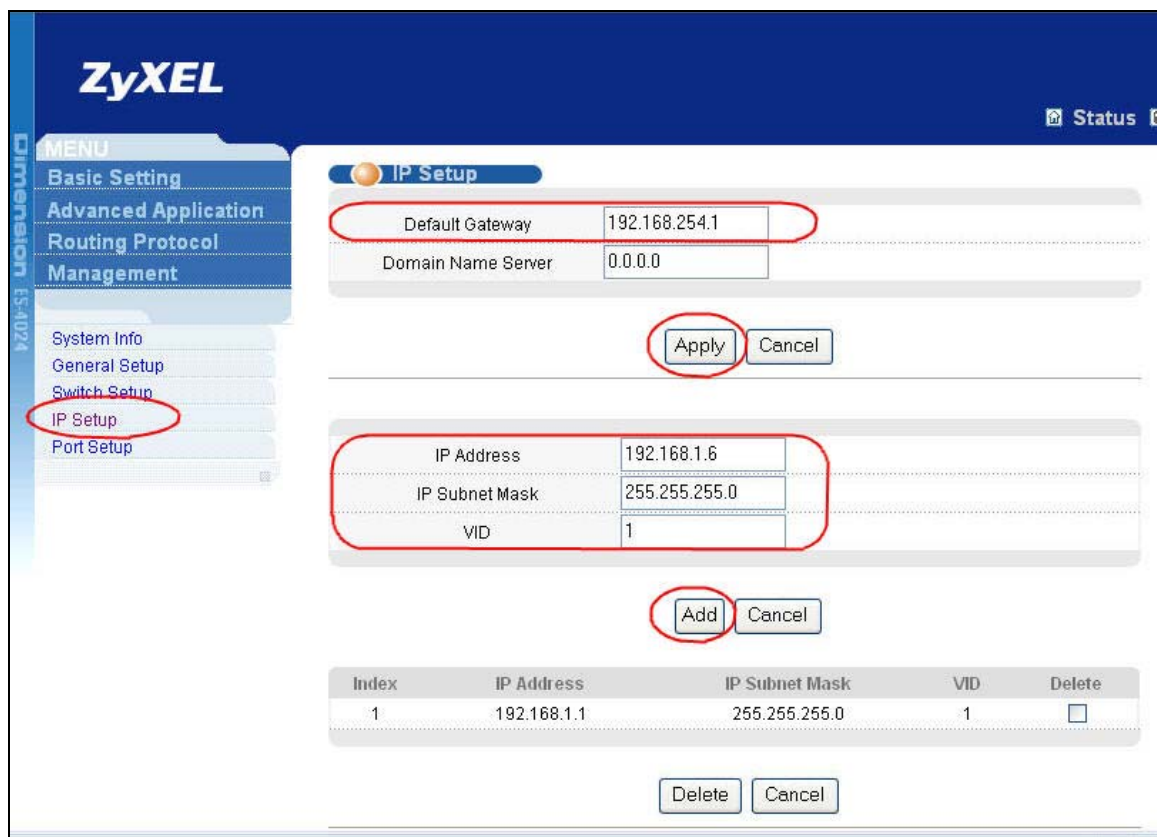 ZyXEL
Status
Dimension ES-4024
MENU
Basic Setting
Advanced Application
Routing Protocol
Management
System Info
General Setup
Switch Setup
IP Setup
Port Setup
IP Setup
Default Gateway 192.168.254.1
Domain Name Server 0.0.0.0
Apply Cancel
IP Address 192.168.1.6
IP Subnet Mask 255.255.255.0
VID 1
Add Cancel
Index IP Address IP Subnet Mask VID Delete
1 192.168.1.1 255.255.255.0 1
Delete Cancel